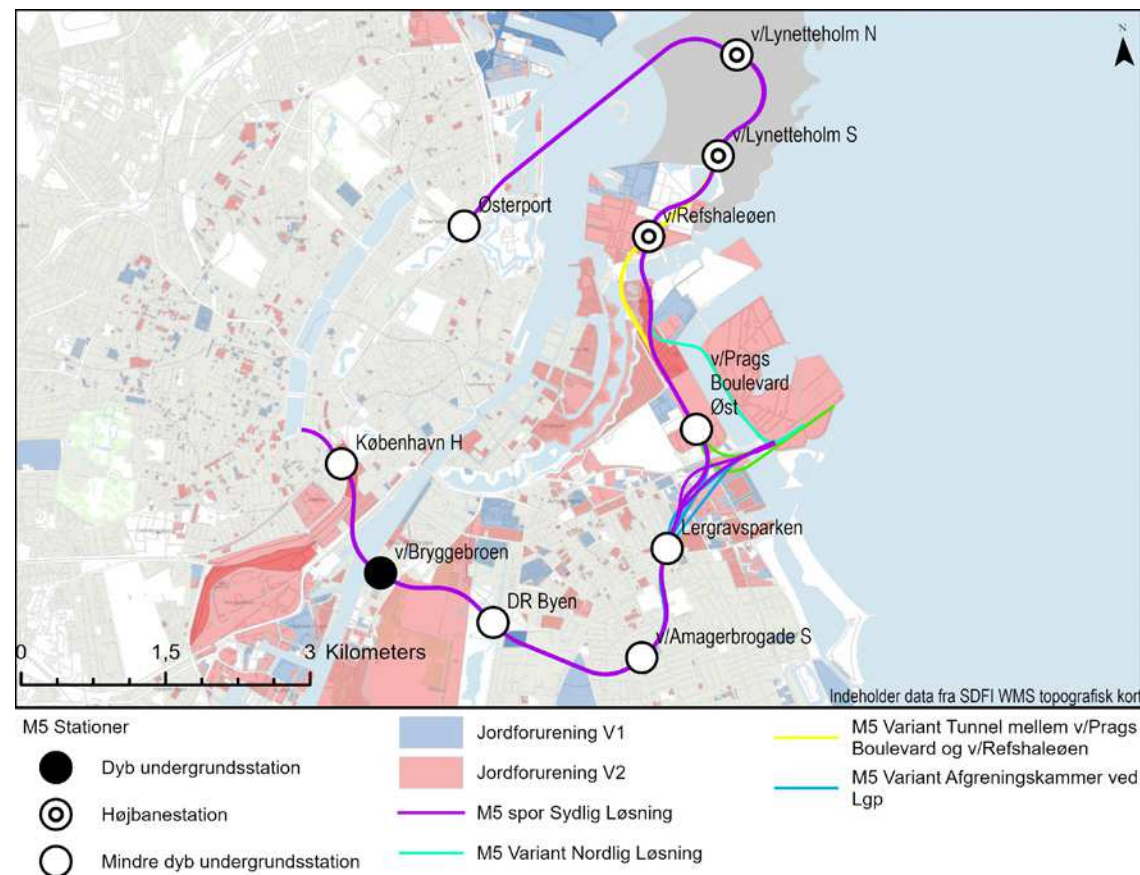 N
v/Lynetteholm N
v/Lynetteholm S
Østerport
v/Refshaleøen
v/Prags
Boulevard
Øst
København H
Lergravsparken
v/Bryggebroen
DR Byen
v/Amagerbrogade S
0 1,5 3 Kilometers
Indeholder data fra SDFI WMS topografisk kort
M5 Stationer
Dyb undergrundsstation
Højbanestation
Mindre dyb undergrundsstation
Jordforurening V1
Jordforurening V2
M5 spor Sydlig Løsning
M5 Variant Nordlig Løsning
M5 Variant Tunnel mellem v/Prags
Boulevard og v/Refshaleøen
M5 Variant Afgreningskammer ved
Lgp